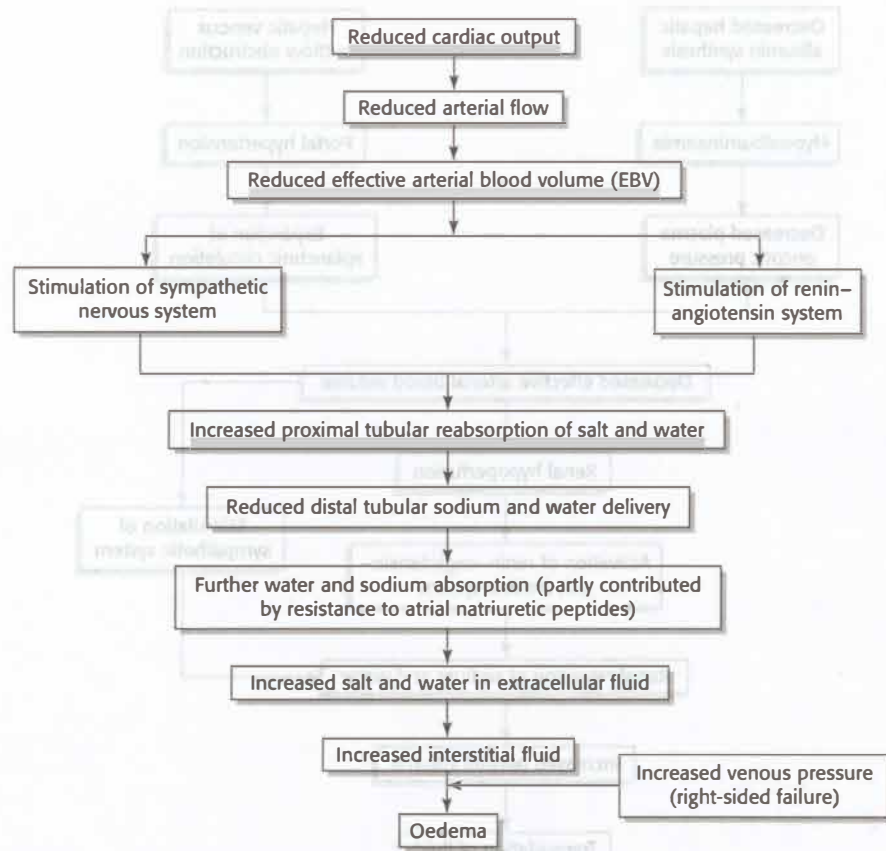 Reduced cardiac output
Reduced arterial flow
Reduced effective arterial blood volume (EBV)
Stimulation of sympathetic
nervous system
Stimulation of renin–
angiotensin system
Increased proximal tubular reabsorption of salt and water
Reduced distal tubular sodium and water delivery
Further water and sodium absorption (partly contributed
by resistance to atrial natriuretic peptides)
Increased salt and water in extracellular fluid
Increased interstitial fluid
Increased venous pressure
(right-sided failure)
Oedema